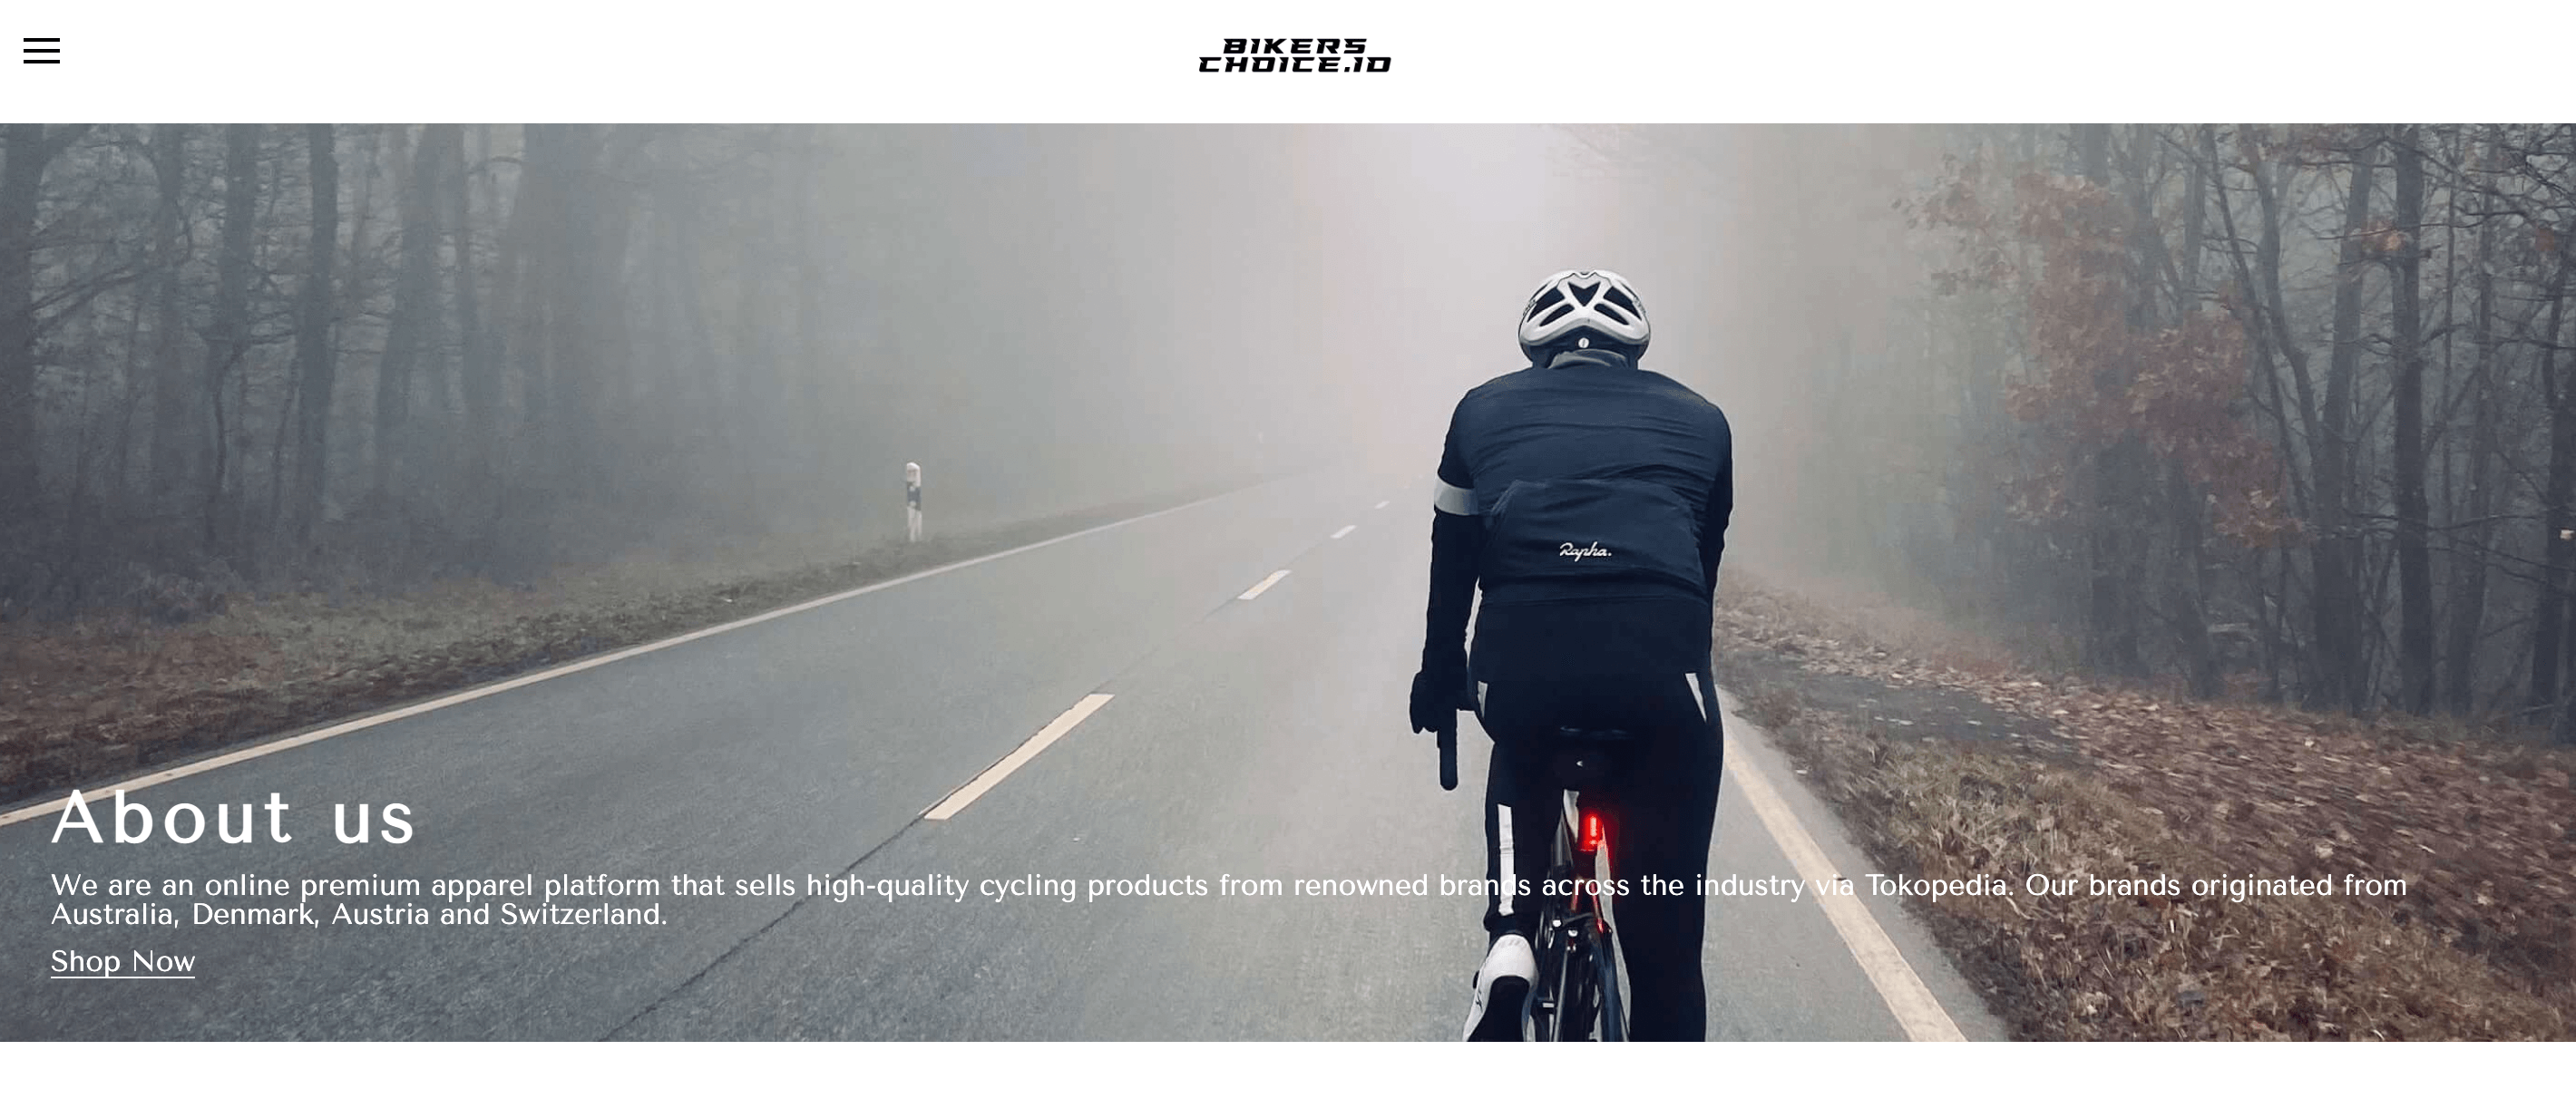 BIKERS
CHOICE.ID
Rapha.
About us
We are an online premium apparel platform that sells high-quality cycling products from renowned brands across the industry via Tokopedia. Our brands originated from
Australia, Denmark, Austria and Switzerland.
Shop Now